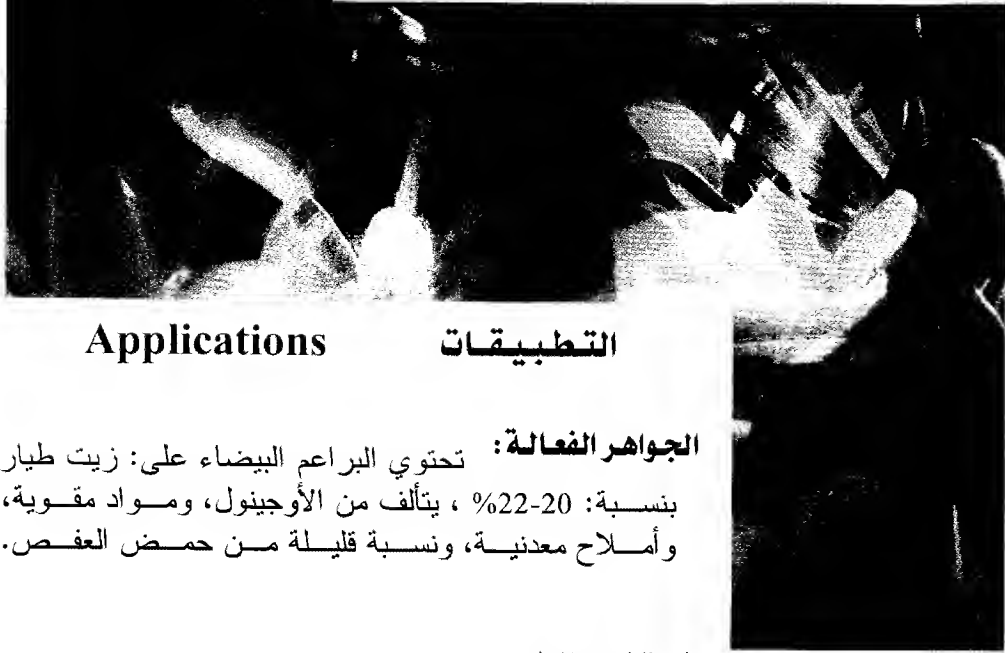 التطبيقات Applications
الجواهر الفعالة: تحتوي البراعم البيضاء على: زيت طيار
بنسبة: 20-22% ، يتألف من الأوجينول، ومواد مقوية،
وأملاح معدنية، ونسبة قليلة من حمض العفص.